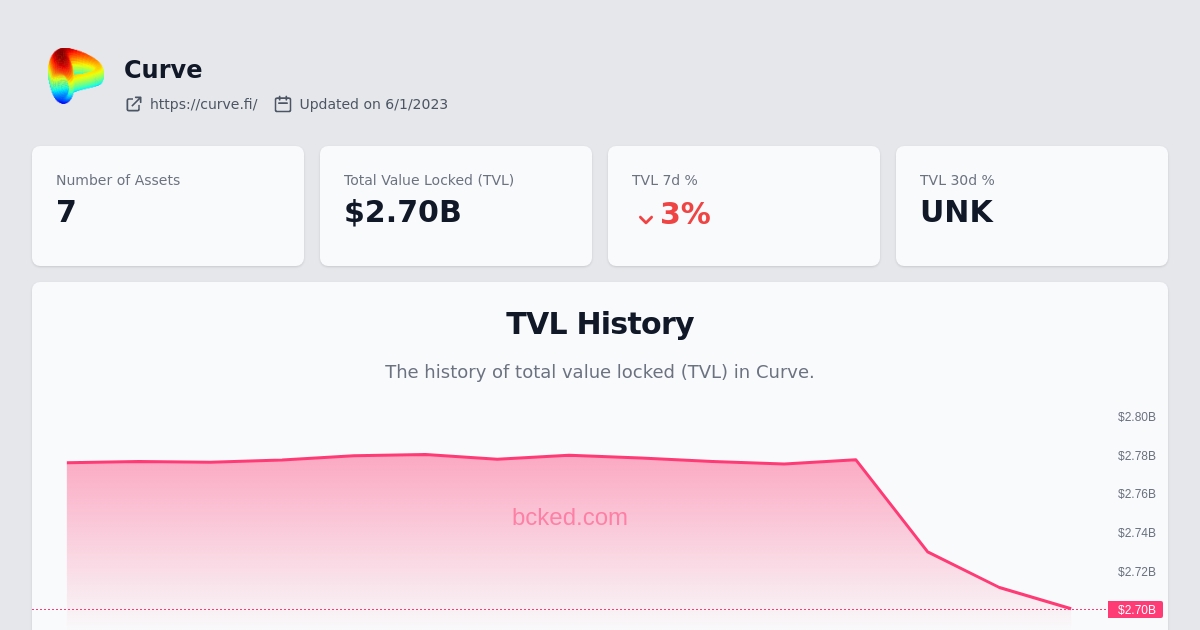 Curve
https://curve.fi/ Updated on 6/1/2023
Number of Assets
7
Total Value Locked (TVL)
$2.70B
TVL 7d %
3%
TVL 30d %
UNK
TVL History
The history of total value locked (TVL) in Curve.
$2.80B
$2.78B
$2.76B
bcked.com
$2.74B
$2.72B
$2.70B